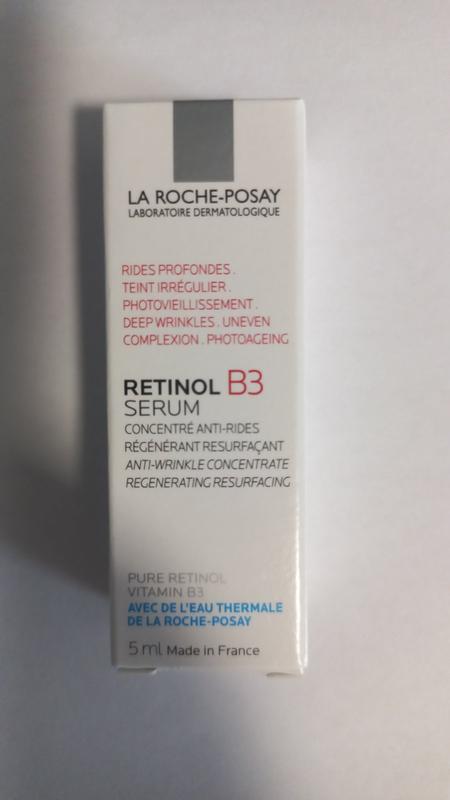 LA ROCHE-POSAY
LABORATOIRE DERMATOLOGIQUE
RIDES PROFONDES.
TEINT IRRÉGULIER.
PHOTOVIEILLISSEMENT.
DEEP WRINKLES. UNEVEN
COMPLEXION. PHOTOAGEING
RETINOL B3
SERUM
CONCENTRÉ ANTI-RIDES
RÉGÉNÉRANT RESURFAÇANT
ANTI-WRINKLE CONCENTRATE
REGENERATING RESURFACING
PURE RETINOL
VITAMIN B3
AVEC DE L'EAU THERMALE
DE LA ROCHE-POSAY
5 ml Made in France